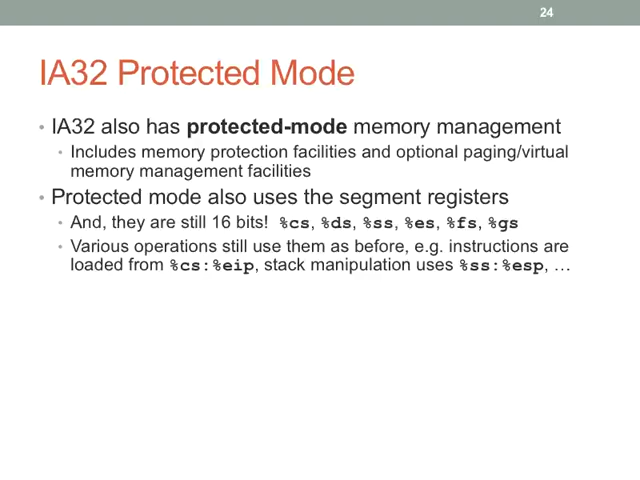 24
IA32 Protected Mode
• IA32 also has protected-mode memory management
• Includes memory protection facilities and optional paging/virtual
memory management facilities
• Protected mode also uses the segment registers
• And, they are still 16 bits! %cs, %ds, %ss, %es, %fs, %gs
• Various operations still use them as before, e.g. instructions are
loaded from %cs:%eip, stack manipulation uses %ss:%esp, …